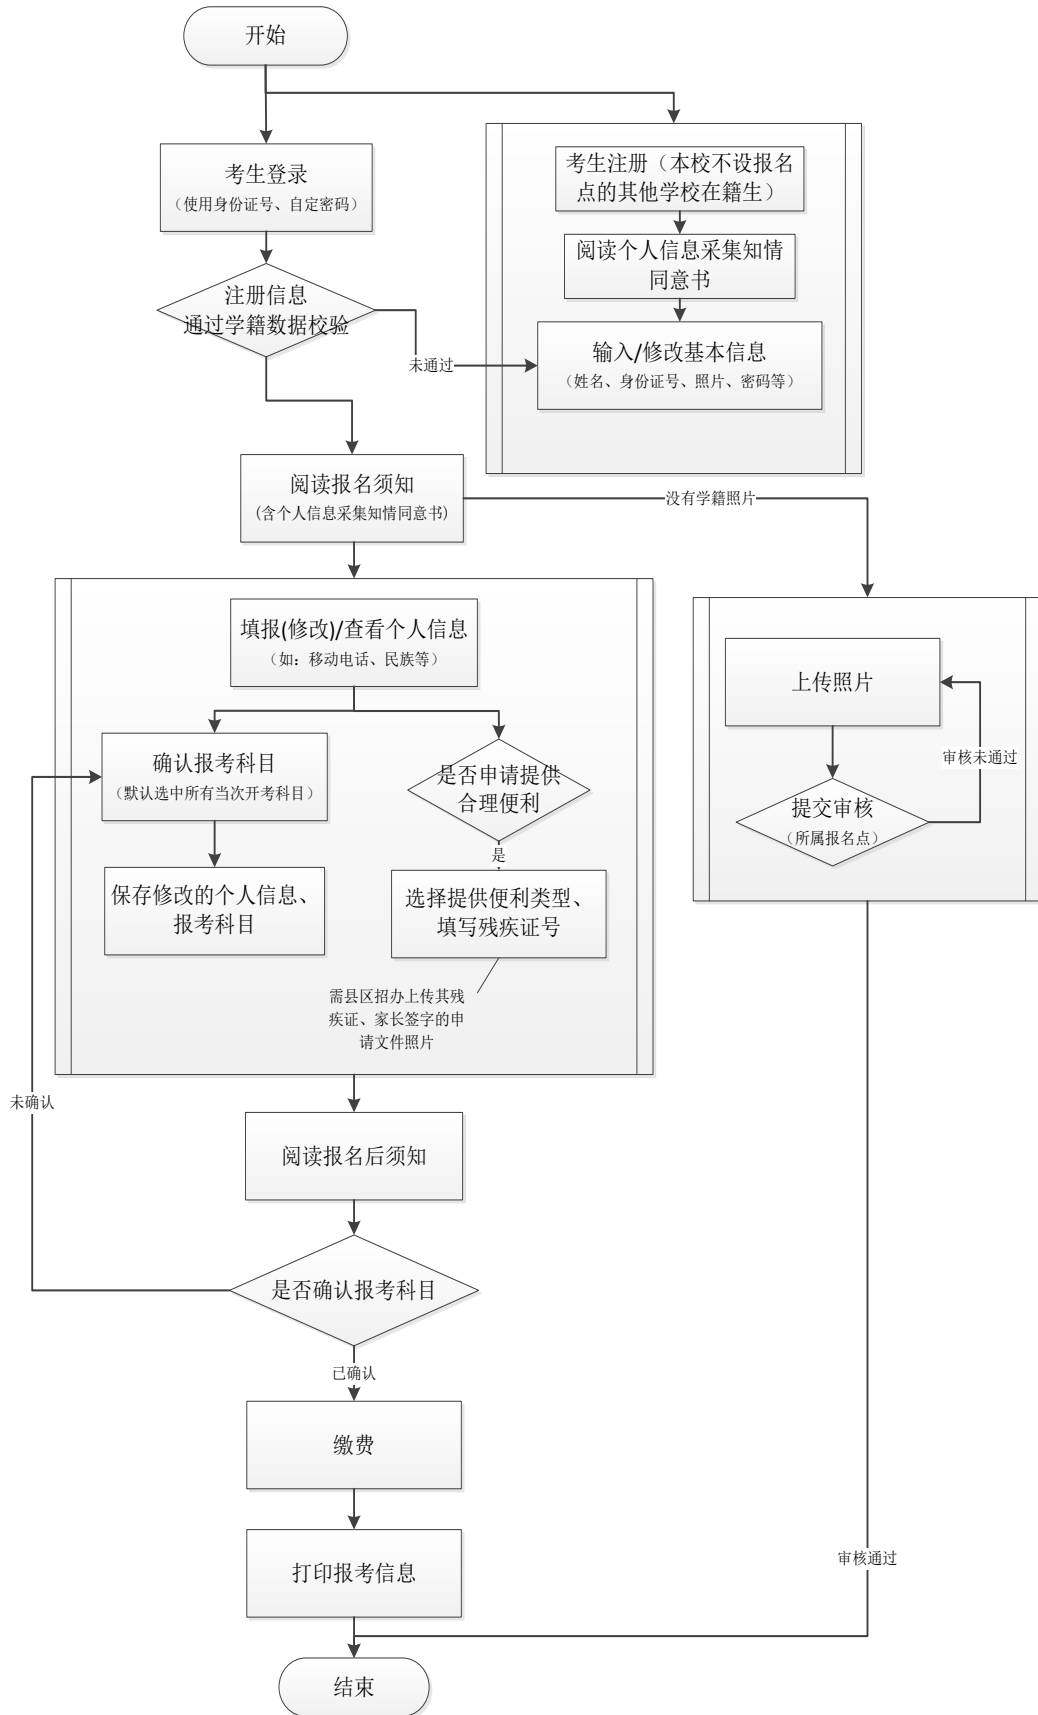 开始
考生登录
（使用身份证号、自定密码）
考生注册（本校不设报名
点的其他学校在籍生）
阅读个人信息采集知情
同意书
注册信息
通过学籍数据校验
未通过
输入/修改基本信息
（姓名、身份证号、照片、密码等）
阅读报名须知
(含个人信息采集知情同意书)
没有学籍照片
填报(修改)/查看个人信息
（如：移动电话、民族等）
上传照片
审核未通过
提交审核
（所属报名点）
确认报考科目
（默认选中所有当次开考科目）
是否申请提供
合理便利
是
保存修改的个人信息、
报考科目
选择提供便利类型、
填写残疾证号
需县区招办上传其残
疾证、家长签字的申
请文件照片
未确认
阅读报名后须知
是否确认报考科目
已确认
缴费
打印报考信息
审核通过
结束